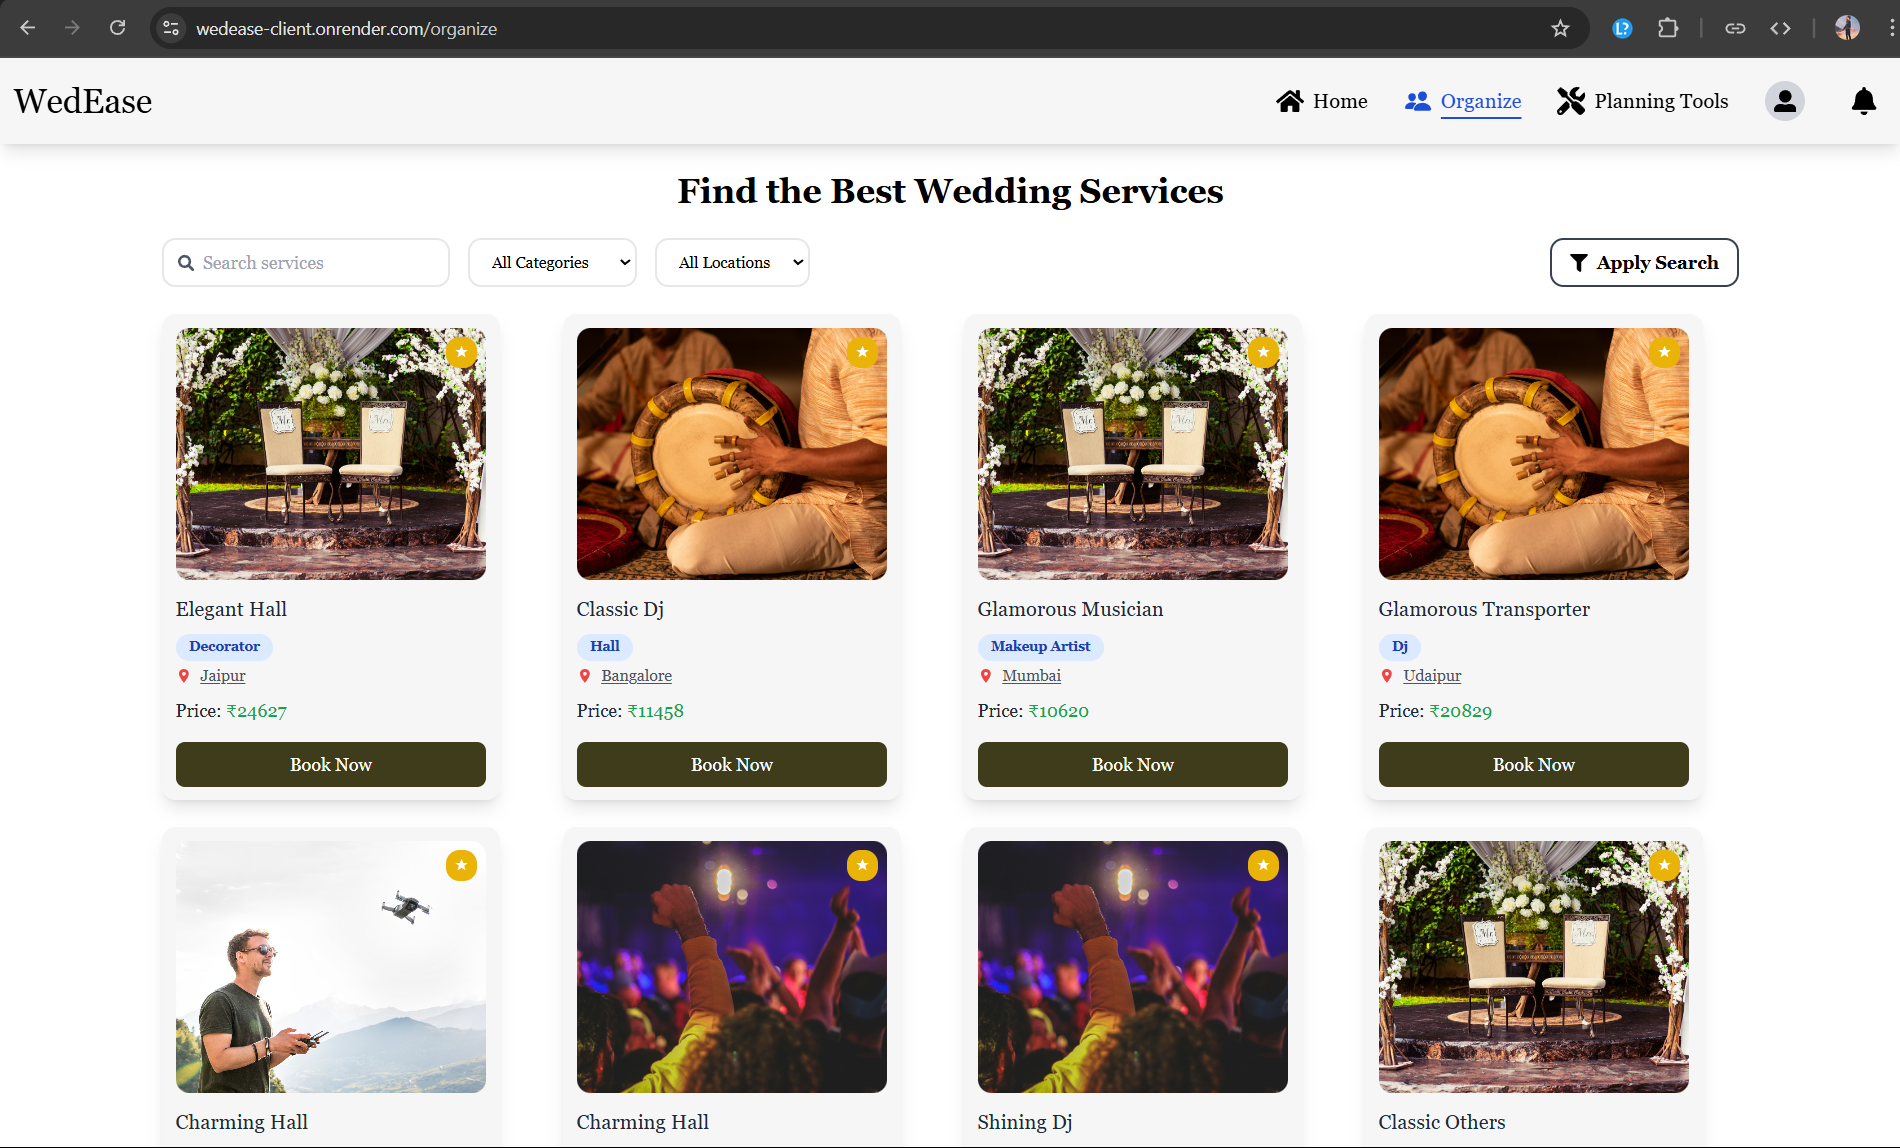 wedease-client.onrender.com/organize
WedEase
Home
Organize
Planning Tools
Find the Best Wedding Services
Search services
All Categories
All Locations
Apply Search
Elegant Hall
Decorator
Jaipur
Price: ₹24627
Book Now
Classic Dj
Hall
Bangalore
Price: ₹11458
Book Now
Glamorous Musician
Makeup Artist
Mumbai
Price: ₹10620
Book Now
Glamorous Transporter
Dj
Udaipur
Price: ₹20829
Book Now
Charming Hall
Charming Hall
Shining Dj
Classic Others